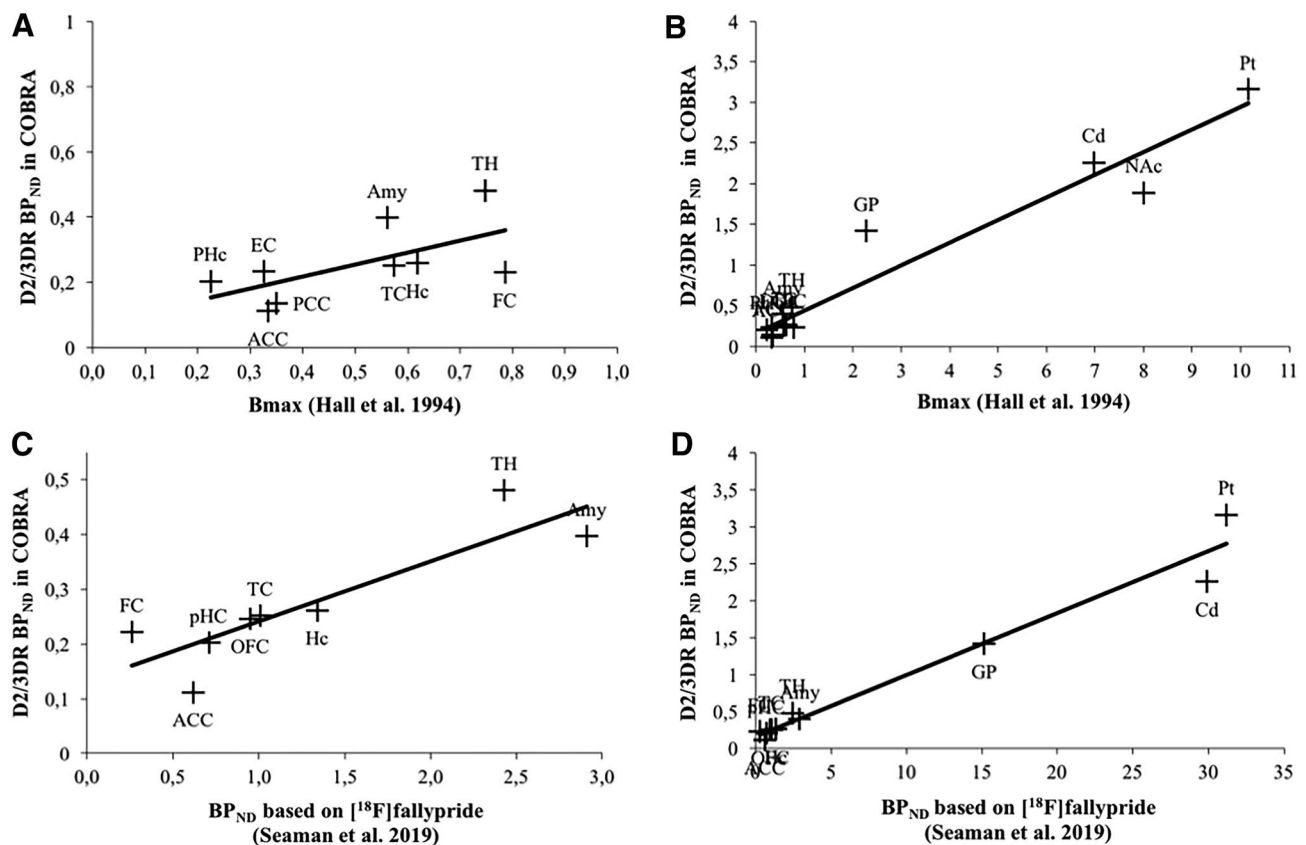 A
D2/3DR BP_ND in COBRA
1
0,8
0,6
0,4
0,2
0
0,0 0,1 0,2 0,3 0,4 0,5 0,6 0,7 0,8 0,9 1,0
PHc
EC
ACC
PCC
Amy
TC
Hc
TH
FC
Bmax (Hall et al. 1994)
B
D2/3DR BP_ND in COBRA
4
3,5
3
2,5
2
1,5
1
0,5
0
0 1 2 3 4 5 6 7 8 9 10 11
TH
Amy
GP
Cd
NAc
Pt
Bmax (Hall et al. 1994)
C
D2/3DR BP_ND in COBRA
0,5
0,4
0,3
0,2
0,1
0
0,0 0,5 1,0 1,5 2,0 2,5 3,0
FC
ACC
pHC
OFC
TC
Hc
TH
Amy
BP_ND based on [18F]fallypride
(Seaman et al. 2019)
D
D2/3DR BP_ND in COBRA
4
3,5
3
2,5
2
1,5
1
0,5
0
5 10 15 20 25 30 35
TH
Amy
ACC
GP
Cd
Pt
BP_ND based on [18F]fallypride
(Seaman et al. 2019)